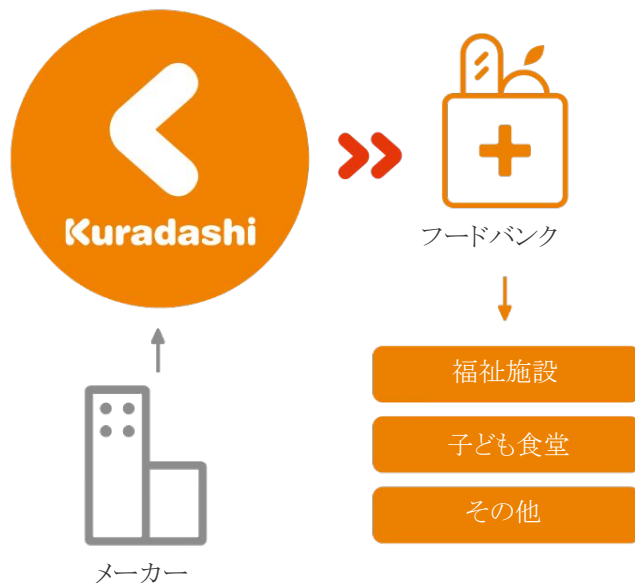 Kuradashi
フードバンク
福祉施設
子ども食堂
その他
メーカー